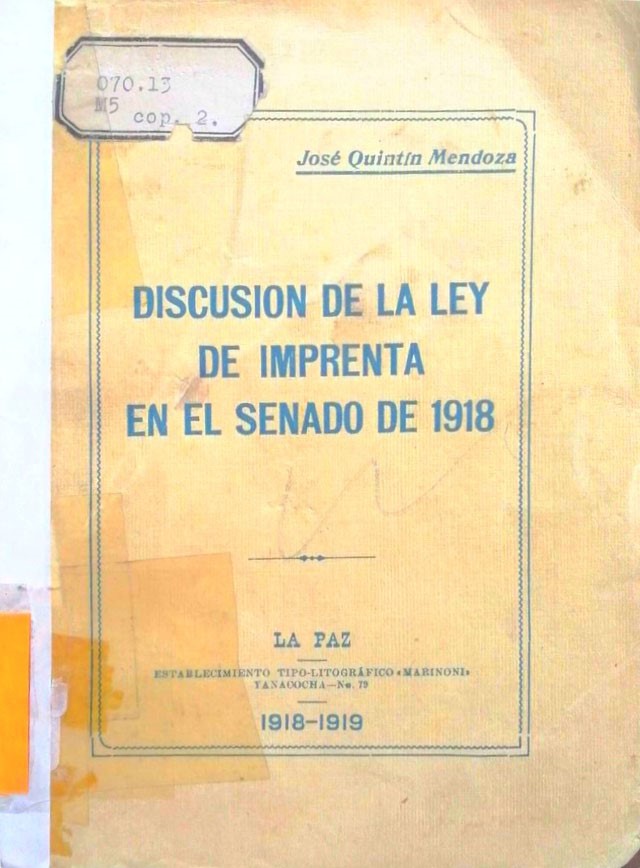 070.13
M5
cop. 2.
José Quintín Mendoza
DISCUSION DE LA LEY
DE IMPRENTA
EN EL SENADO DE 1918
LA PAZ
ESTABLECIMIENTO TIPO-LITOGRÁFICO «MARINONI»
YANACOCHA—No. 79
1918-1919